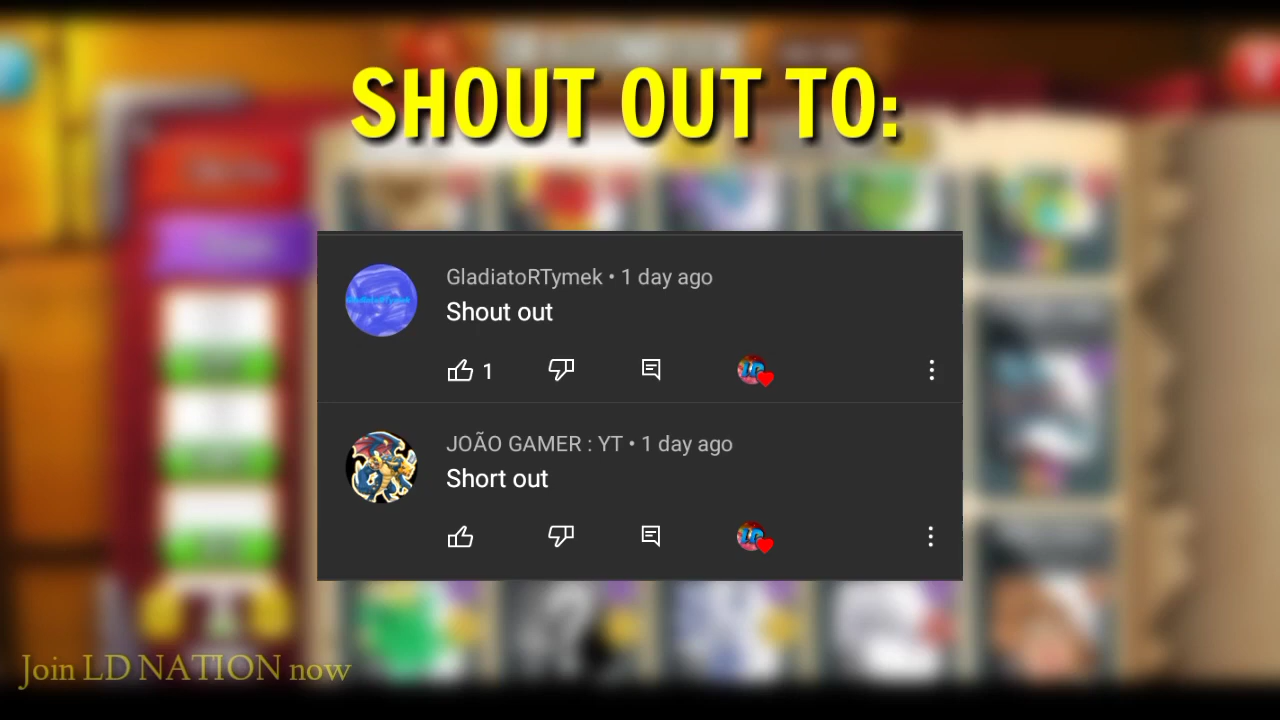 SHOUT OUT TO:
GladiatoRTymek • 1 day ago
Shout out
1
JOÃO GAMER : YT • 1 day ago
Short out
Join LD NATION now